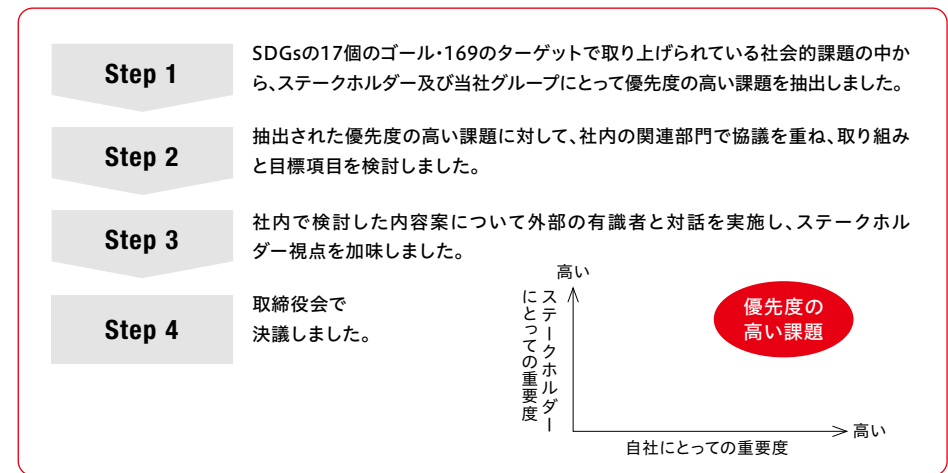 Step 1
SDGsの17個のゴール・169のターゲットで取り上げられている社会的課題の中か
ら、ステークホルダー及び当社グループにとって優先度の高い課題を抽出しました。
Step 2
抽出された優先度の高い課題に対して、社内の関連部門で協議を重ね、取り組み
と目標項目を検討しました。
Step 3
社内で検討した内容案について外部の有識者と対話を実施し、ステークホル
ダー視点を加味しました。
Step 4
取締役会で
決議しました。
高い
ステークホルダー
にとっての重要度
優先度の
高い課題
高い
自社にとっての重要度